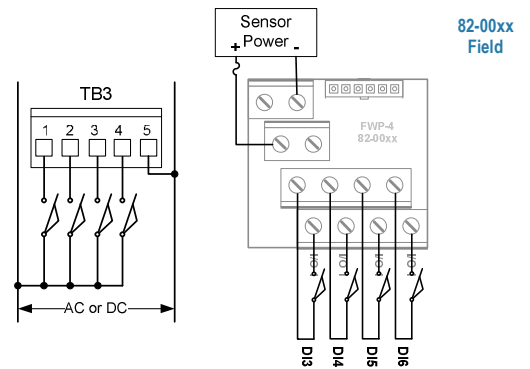 82-00xx
Field
Sensor
Power
+ -
TB3
1 2 3 4 5
FWP-4
82-00xx
AC or DC
DI3
DI4
DI5
DI6